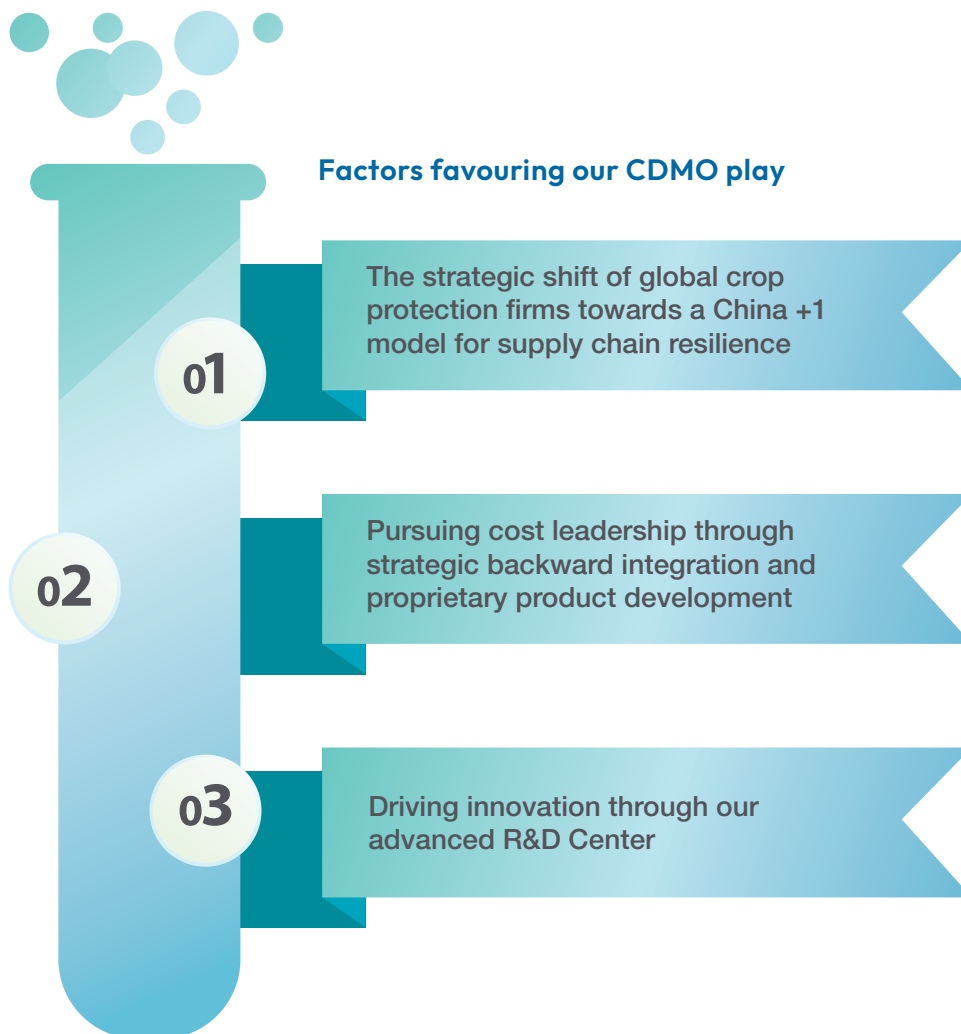 Factors favouring our CDMO play
01
The strategic shift of global crop
protection firms towards a China +1
model for supply chain resilience
02
Pursuing cost leadership through
strategic backward integration and
proprietary product development
03
Driving innovation through our
advanced R&D Center